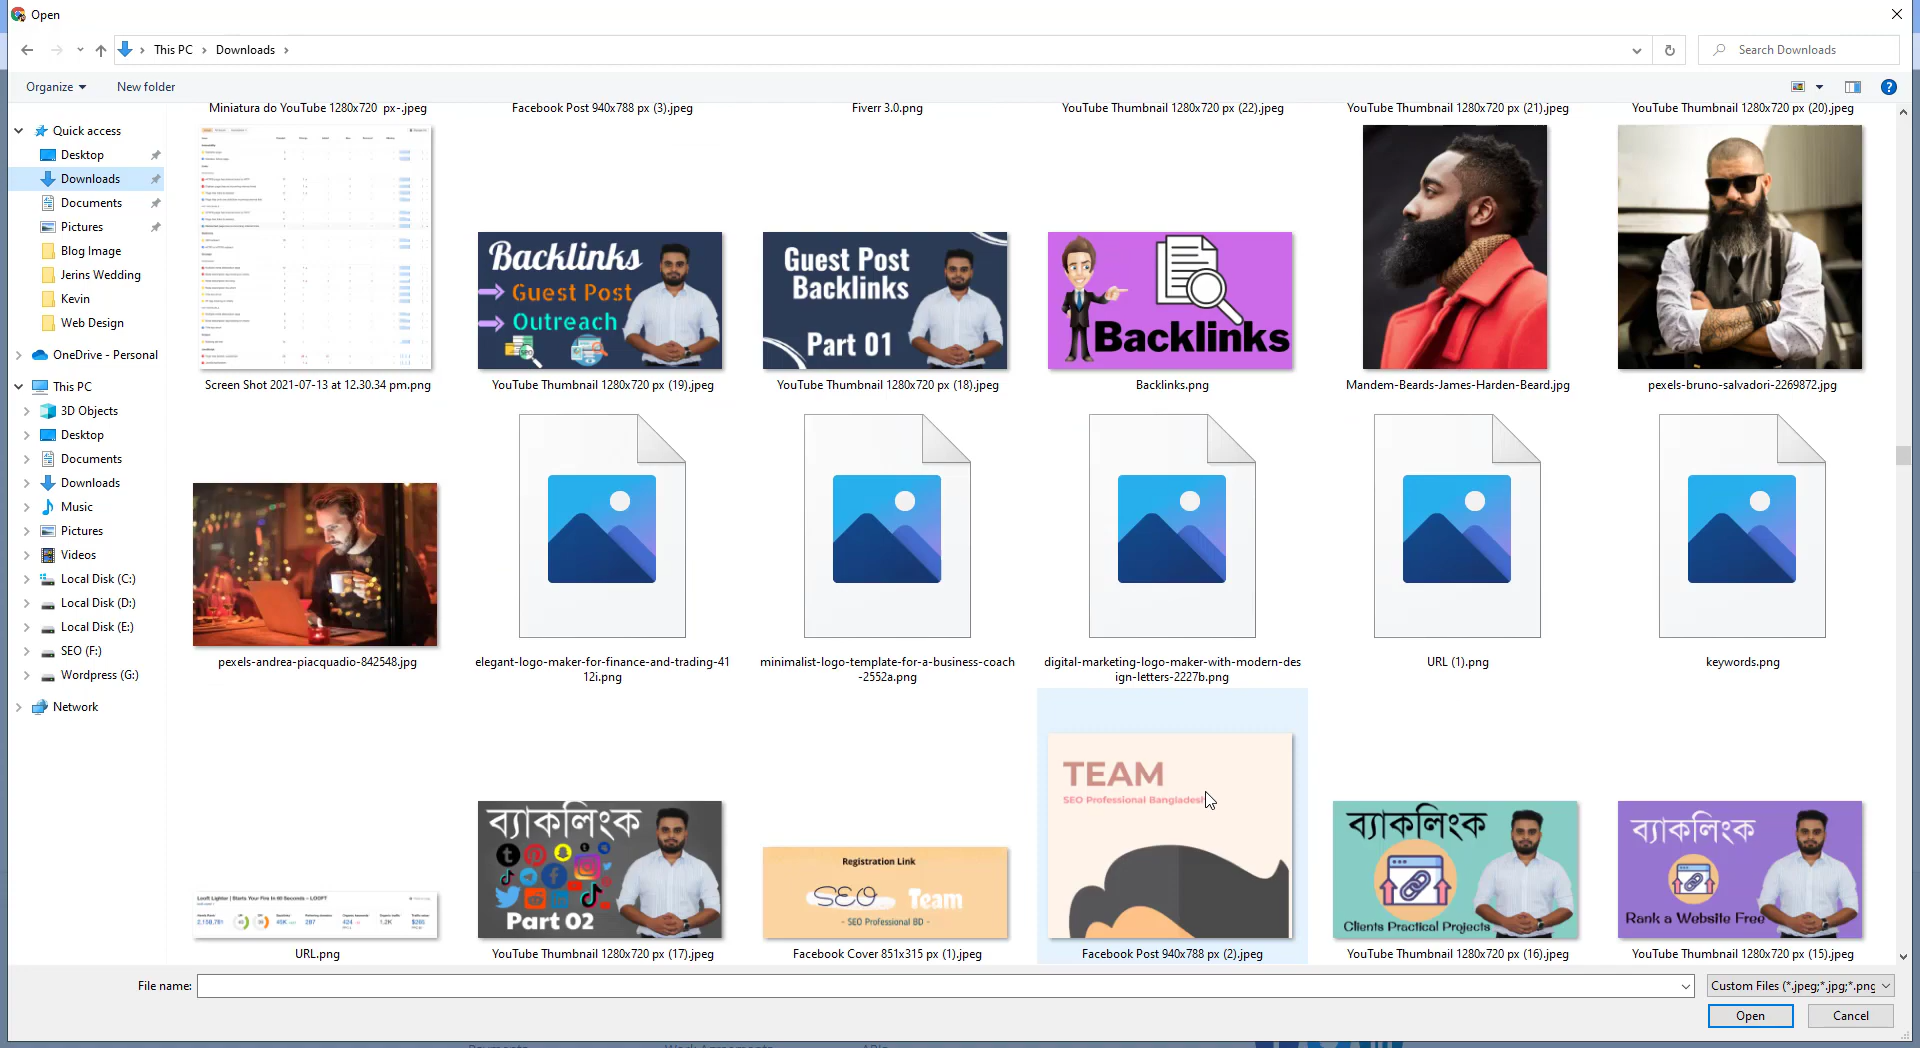 Open
This PC
Downloads
Search Downloads
Organize
New folder
Miniatura do YouTube 1280x720 px-.jpeg
Facebook Post 940x788 px (3).jpeg
Fiverr 3.0.png
YouTube Thumbnail 1280x720 px (22).jpeg
YouTube Thumbnail 1280x720 px (21).jpeg
YouTube Thumbnail 1280x720 px (20).jpeg
Quick access
Desktop
Downloads
Documents
Pictures
Blog Image
Jerins Wedding
Kevin
Web Design
OneDrive - Personal
This PC
3D Objects
Desktop
Documents
Downloads
Music
Pictures
Videos
Local Disk (C:)
Local Disk (D:)
Local Disk (E:)
SEO (F:)
Wordpress (G:)
Network
Backlinks
Guest Post
Outreach
Guest Post
Backlinks
Part 01
Backlinks
Screen Shot 2021-07-13 at 12.30.34 pm.png
YouTube Thumbnail 1280x720 px (19).jpeg
YouTube Thumbnail 1280x720 px (18).jpeg
Backlinks.png
Mandem-Beards-James-Harden-Beard.jpg
pexels-bruno-salvadori-2269872.jpg
pexels-andrea-piacquadio-842548.jpg
elegant-logo-maker-for-finance-and-trading-41
12i.png
minimalist-logo-template-for-a-business-coach
-2552a.png
digital-marketing-logo-maker-with-modern-des
ign-letters-2227b.png
URL (1).png
keywords.png
Looft Lighter | Starts Your Fire In 60 Seconds – LOOFT
ব্যাকলিংক
Part 02
Registration Link
SEO Team
- SEO Professional BD -
TEAM
SEO Professional Bangladesh
ব্যাকলিংক
Clients Practical Projects
ব্যাকলিংক
Rank a Website Free
URL.png
YouTube Thumbnail 1280x720 px (17).jpeg
Facebook Cover 851x315 px (1).jpeg
Facebook Post 940x788 px (2).jpeg
YouTube Thumbnail 1280x720 px (16).jpeg
YouTube Thumbnail 1280x720 px (15).jpeg
File name:
Custom Files (*.jpeg;*.jpg;*.png
Open
Cancel